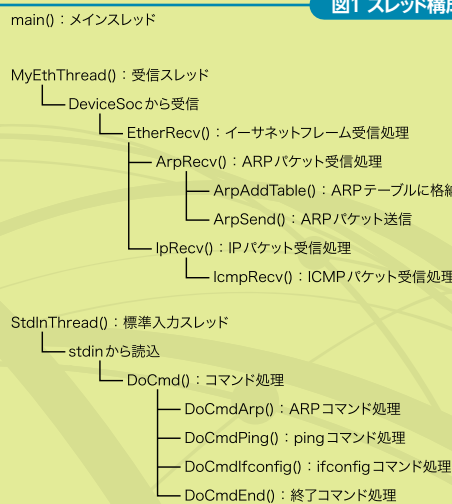 図1 スレッド構成
main()：メインスレッド
MyEthThread()：受信スレッド
DeviceSocから受信
EtherRecv()：イーサネットフレーム受信処理
ArpRecv()：ARPパケット受信処理
ArpAddTable()：ARPテーブルに格納
ArpSend()：ARPパケット送信
IpRecv()：IPパケット受信処理
IcmpRecv()：ICMPパケット受信処理
StdInThread()：標準入力スレッド
stdinから読込
DoCmd()：コマンド処理
DoCmdArp()：ARPコマンド処理
DoCmdPing()：pingコマンド処理
DoCmdIfconfig()：ifconfigコマンド処理
DoCmdEnd()：終了コマンド処理